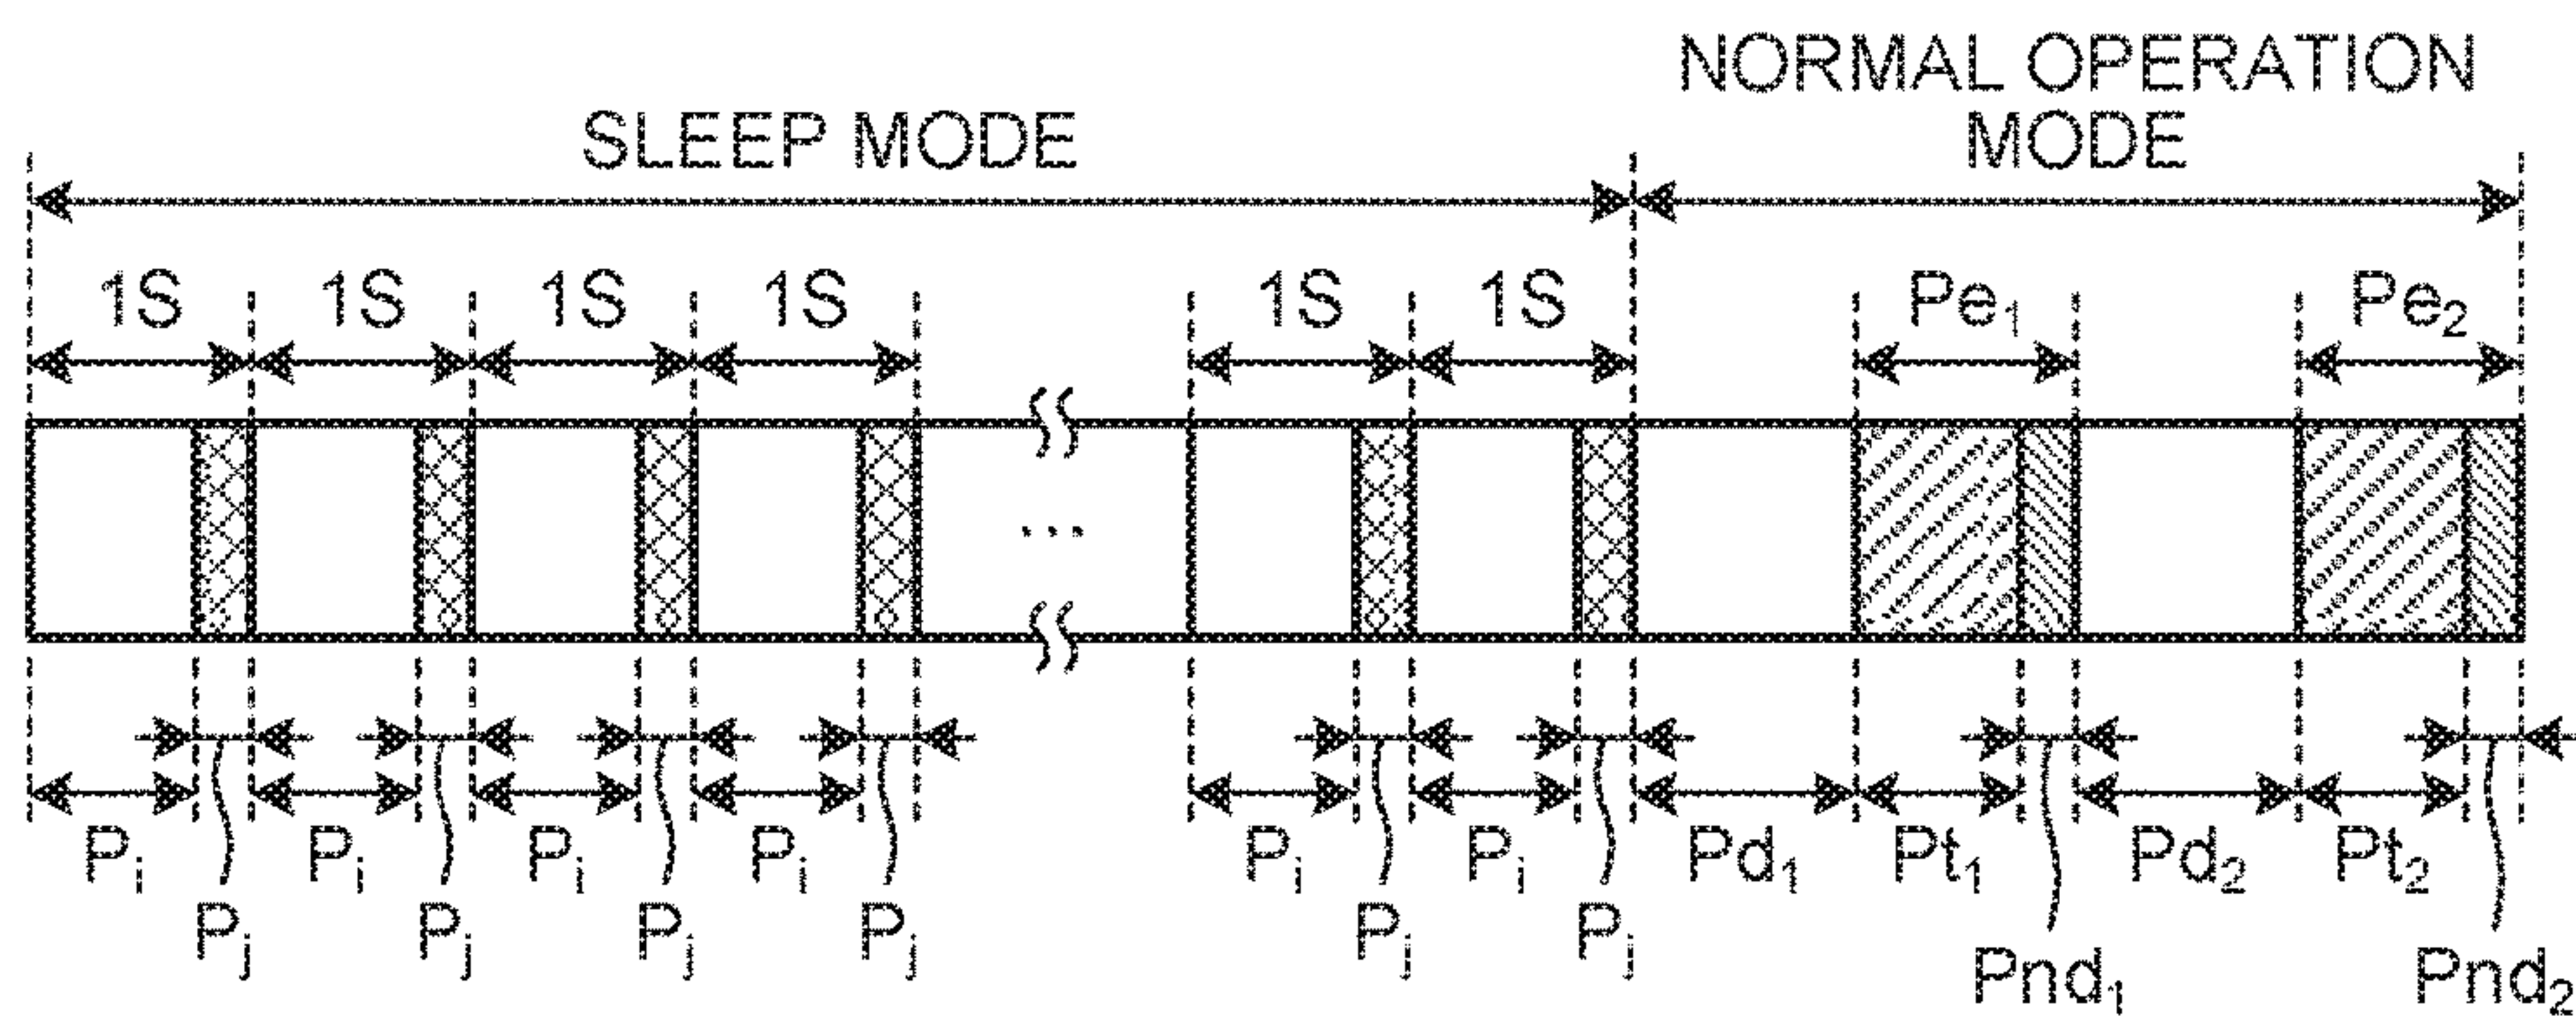 NORMAL OPERATION
SLEEP MODE MODE
1S 1S 1S 1S 1S 1S Pe₁ Pe₂
...
Pᵢ Pᵢ Pᵢ Pᵢ Pᵢ Pᵢ Pd₁ Pt₁ Pd₂ Pt₂
Pⱼ Pⱼ Pⱼ Pⱼ Pⱼ Pⱼ Pnd₁ Pnd₂